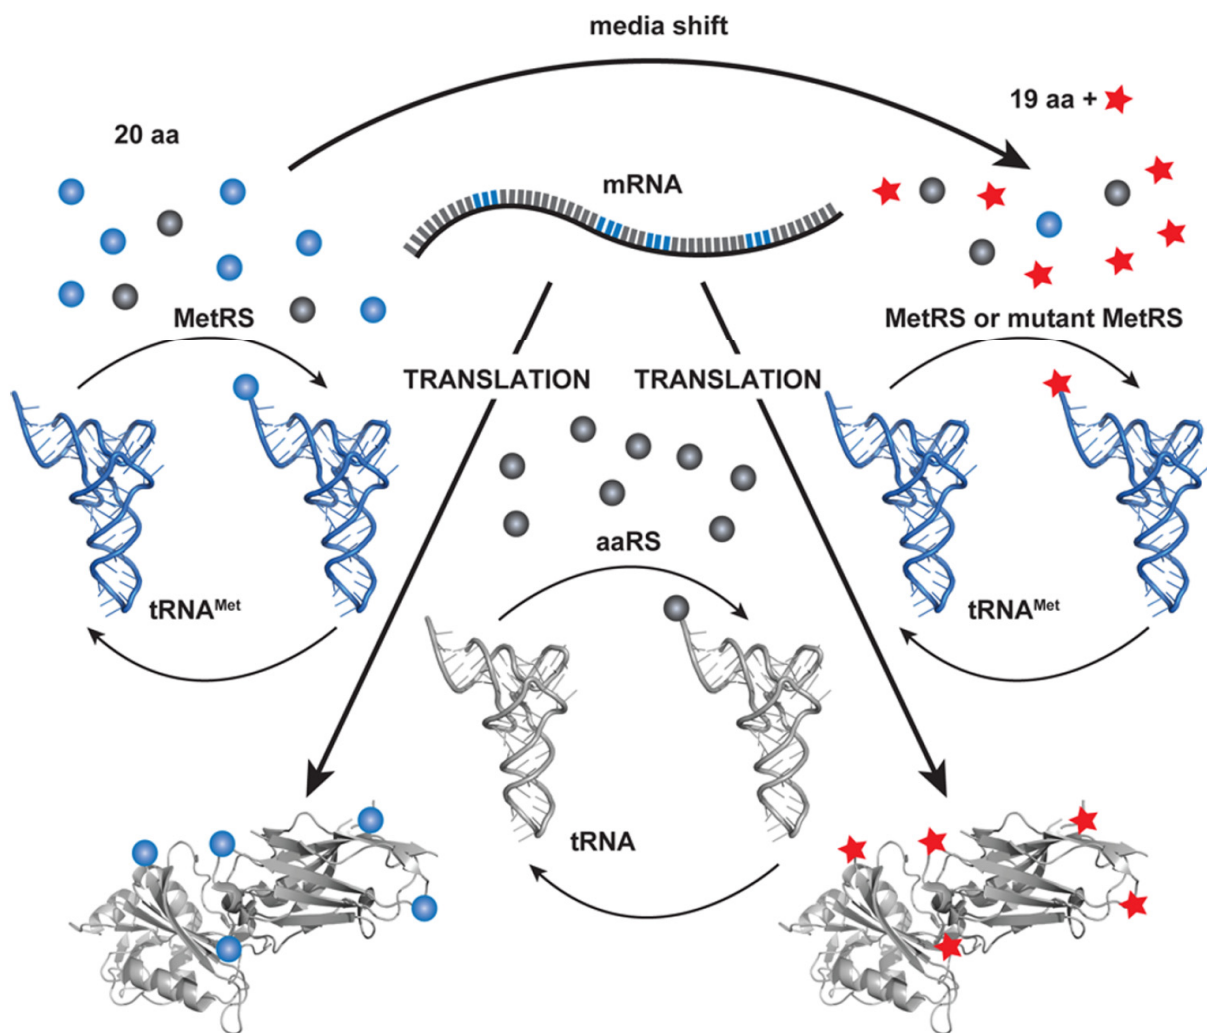 media shift
20 aa
19 aa +
mRNA
MetRS
MetRS or mutant MetRS
TRANSLATION
TRANSLATION
aaRS
tRNAMet
tRNAMet
tRNA